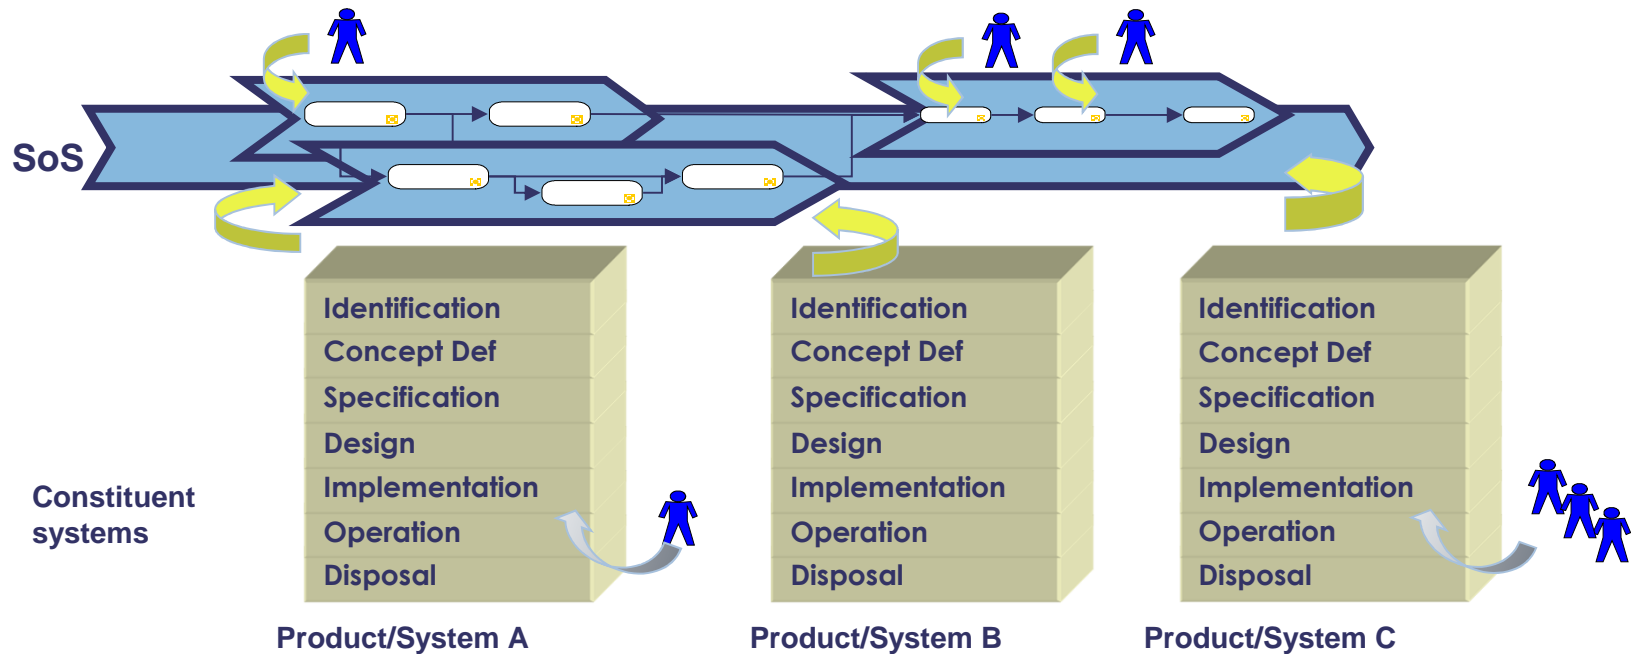 SoS
Identification
Concept Def
Specification
Design
Implementation
Operation
Disposal
Identification
Concept Def
Specification
Design
Implementation
Operation
Disposal
Identification
Concept Def
Specification
Design
Implementation
Operation
Disposal
Constituent
systems
Product/System A
Product/System B
Product/System C